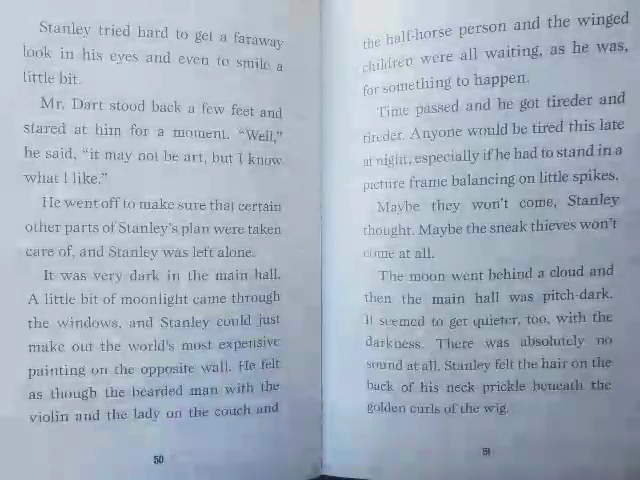 Stanley tried hard to get a faraway
look in his eyes and even to smile a
little bit.
Mr. Dart stood back a few feet and
stared at him for a moment. “Well,”
he said, “it may not be art, but I know
what I like.”
He went off to make sure that certain
other parts of Stanley’s plan were taken
care of, and Stanley was left alone.
It was very dark in the main hall.
A little bit of moonlight came through
the windows, and Stanley could just
make out the world’s most expensive
painting on the opposite wall. He felt
as though the bearded man with the
violin and the lady on the couch and
50
the half-horse person and the winged
children were all waiting, as he was,
for something to happen.
Time passed and he got tireder and
tireder. Anyone would be tired this late
at night, especially if he had to stand in a
picture frame balancing on little spikes.
Maybe they won’t come, Stanley
thought. Maybe the sneak thieves won’t
come at all.
The moon went behind a cloud and
then the main hall was pitch-dark.
It seemed to get quieter, too, with the
darkness. There was absolutely no
sound at all. Stanley felt the hair on the
back of his neck prickle beneath the
golden curls of the wig.
51